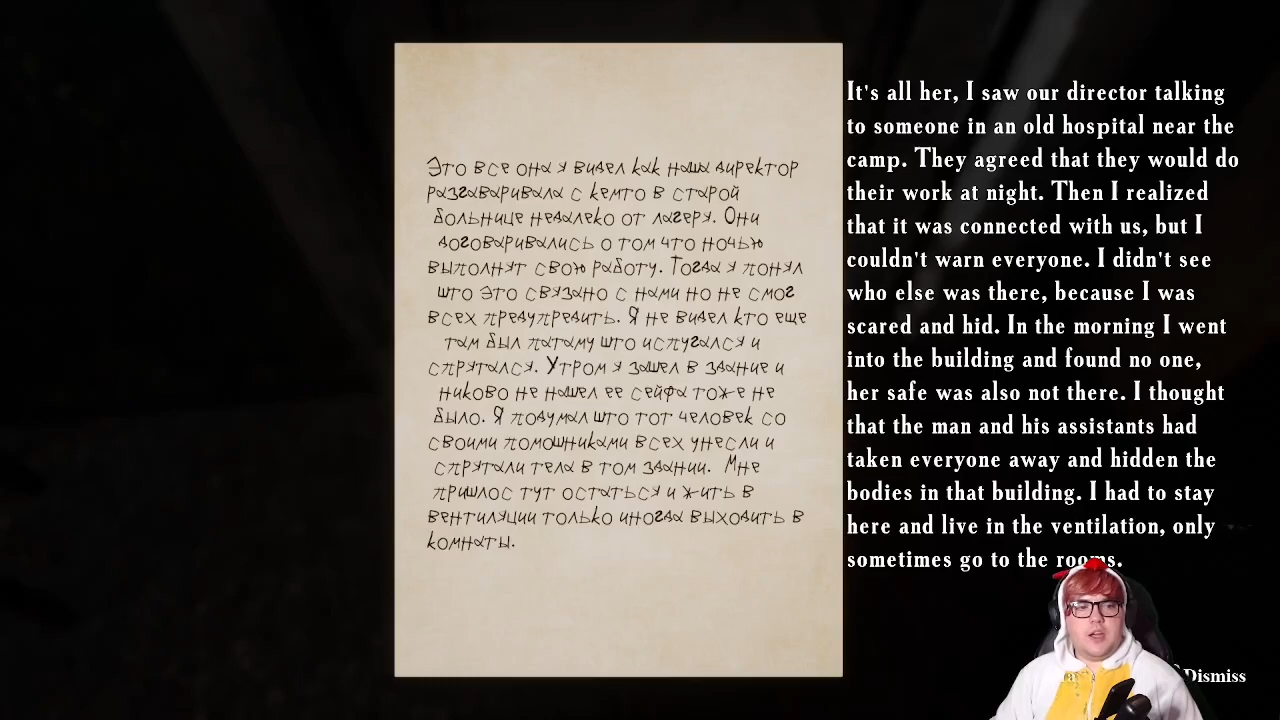 Это все она я видел как наша директор
разгаваривала с кемто в старой
больнице недалеко от лагеря. Они
договаривались о том что ночью
выполнят свою работу. Тогда я понял
што это связано с нами но не смог
всех предупредить. Я не видел кто еще
там был патаму што испугался и
спрятался. Утром я зашел в здание и
никово не нашел ее сейфа тоже не
было. Я подумал што тот человек со
своими помошниками всех унесли и
спрятали тела в том здании. Мне
пришлос тут остаться и жить в
вентиляции только иногда выходить в
комнаты.
It's all her, I saw our director talking
to someone in an old hospital near the
camp. They agreed that they would do
their work at night. Then I realized
that it was connected with us, but I
couldn't warn everyone. I didn't see
who else was there, because I was
scared and hid. In the morning I went
into the building and found no one,
her safe was also not there. I thought
that the man and his assistants had
taken everyone away and hidden the
bodies in that building. I had to stay
here and live in the ventilation, only
sometimes go to the rooms.
Dismiss